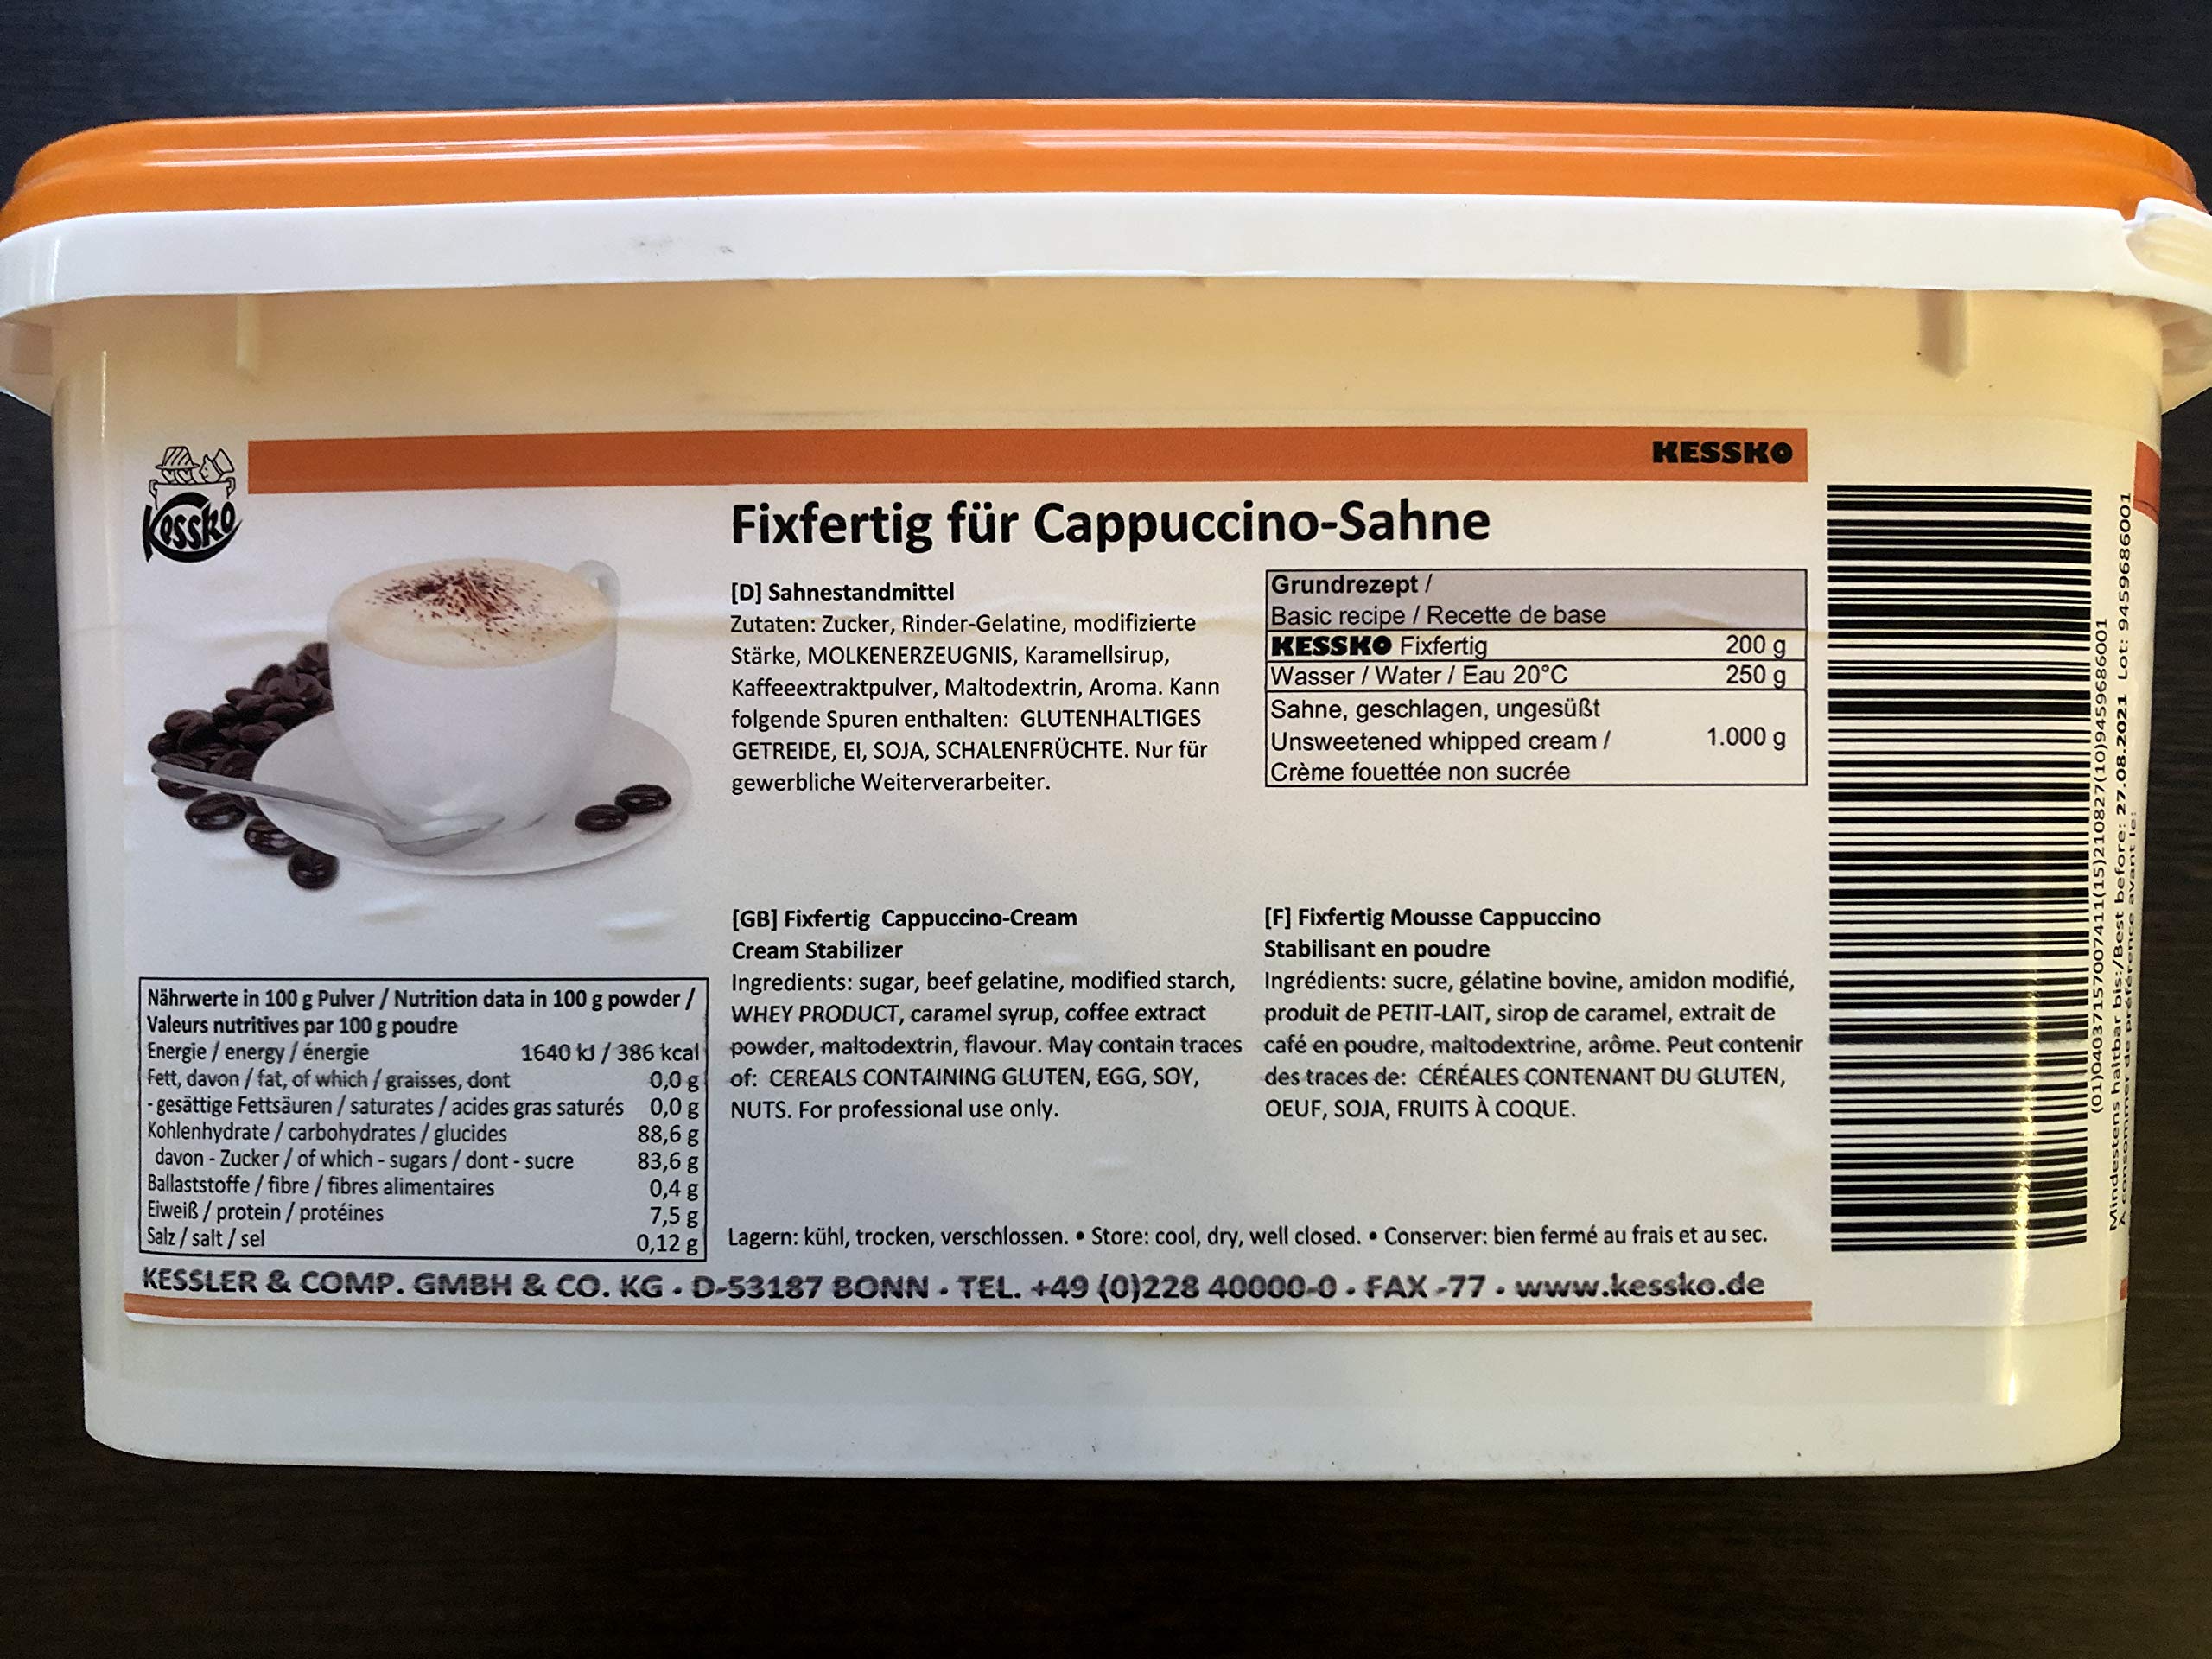 KESSKO
Kessko
Fixfertig für Cappuccino-Sahne
[D] Sahnestandmittel
Zutaten: Zucker, Rinder-Gelatine, modifizierte
Stärke, MOLKENERZEUGNIS, Karamellsirup,
Kaffeeextraktpulver, Maltodextrin, Aroma. Kann
folgende Spuren enthalten: GLUTENHALTIGES
GETREIDE, EI, SOJA, SCHALENFRÜCHTE. Nur für
gewerbliche Weiterverarbeiter.
Grundrezept /
Basic recipe / Recette de base
KESSKO Fixfertig 200 g
Wasser / Water / Eau 20°C 250 g
Sahne, geschlagen, ungesüßt
Unsweetened whipped cream / 1.000 g
Crème fouettée non sucrée
[GB] Fixfertig Cappuccino-Cream
Cream Stabilizer
Ingredients: sugar, beef gelatine, modified starch,
WHEY PRODUCT, caramel syrup, coffee extract
powder, maltodextrin, flavour. May contain traces
of: CEREALS CONTAINING GLUTEN, EGG, SOY,
NUTS. For professional use only.
[F] Fixfertig Mousse Cappuccino
Stabilisant en poudre
Ingrédients: sucre, gélatine bovine, amidon modifié,
produit de PETIT-LAIT, sirop de caramel, extrait de
café en poudre, maltodextrine, arôme. Peut contenir
des traces de: CÉRÉALES CONTENANT DU GLUTEN,
OEUF, SOJA, FRUITS À COQUE.
Nährwerte in 100 g Pulver / Nutrition data in 100 g powder /
Valeurs nutritives par 100 g poudre
Energie / energy / énergie 1640 kJ / 386 kcal
Fett, davon / fat, of which / graisses, dont 0,0 g
- gesättige Fettsäuren / saturates / acides gras saturés 0,0 g
Kohlenhydrate / carbohydrates / glucides 88,6 g
davon - Zucker / of which - sugars / dont - sucre 83,6 g
Ballaststoffe / fibre / fibres alimentaires 0,4 g
Eiweiß / protein / protéines 7,5 g
Salz / salt / sel 0,12 g
Lagern: kühl, trocken, verschlossen. • Store: cool, dry, well closed. • Conserver: bien fermé au frais et au sec.
KESSLER & COMP. GMBH & CO. KG • D-53187 BONN • TEL. +49 (0)228 40000-0 • FAX -77 • www.kessko.de
(01)04037157007411(15)210827(10)9459686001
Mindestens haltbar bis:/Best before: 27.08.2021 Lot: 9459686001
A consommer de préférence avant le: